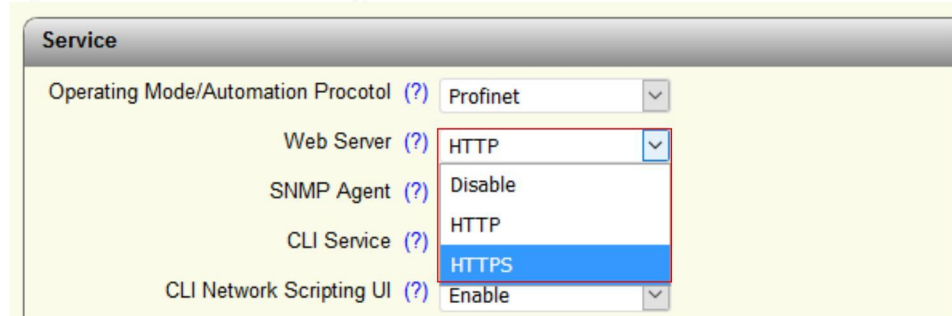 Service
Operating Mode/Automation Procotol (?) Profinet
Web Server (?) HTTP
SNMP Agent (?) Disable
CLI Service (?) HTTP
HTTPS
CLI Network Scripting UI (?) Enable